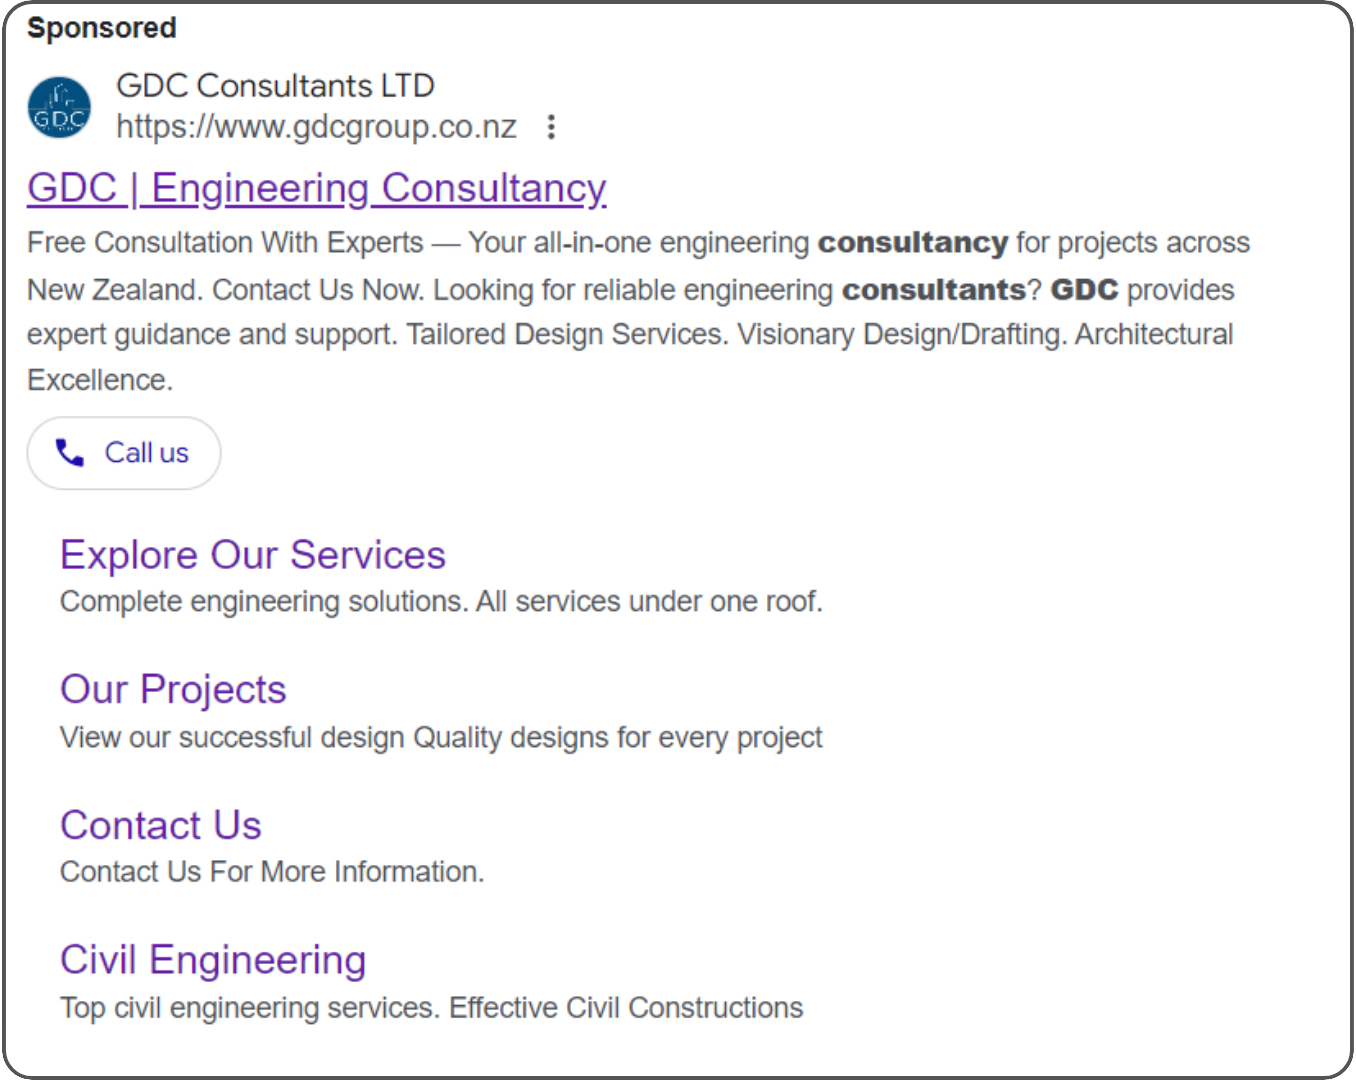 Sponsored
GDC
GDC Consultants LTD
https://www.gdcgroup.co.nz
GDC | Engineering Consultancy
Free Consultation With Experts — Your all-in-one engineering consultancy for projects across
New Zealand. Contact Us Now. Looking for reliable engineering consultants? GDC provides
expert guidance and support. Tailored Design Services. Visionary Design/Drafting. Architectural
Excellence.
Call us
Explore Our Services
Complete engineering solutions. All services under one roof.
Our Projects
View our successful design Quality designs for every project
Contact Us
Contact Us For More Information.
Civil Engineering
Top civil engineering services. Effective Civil Constructions